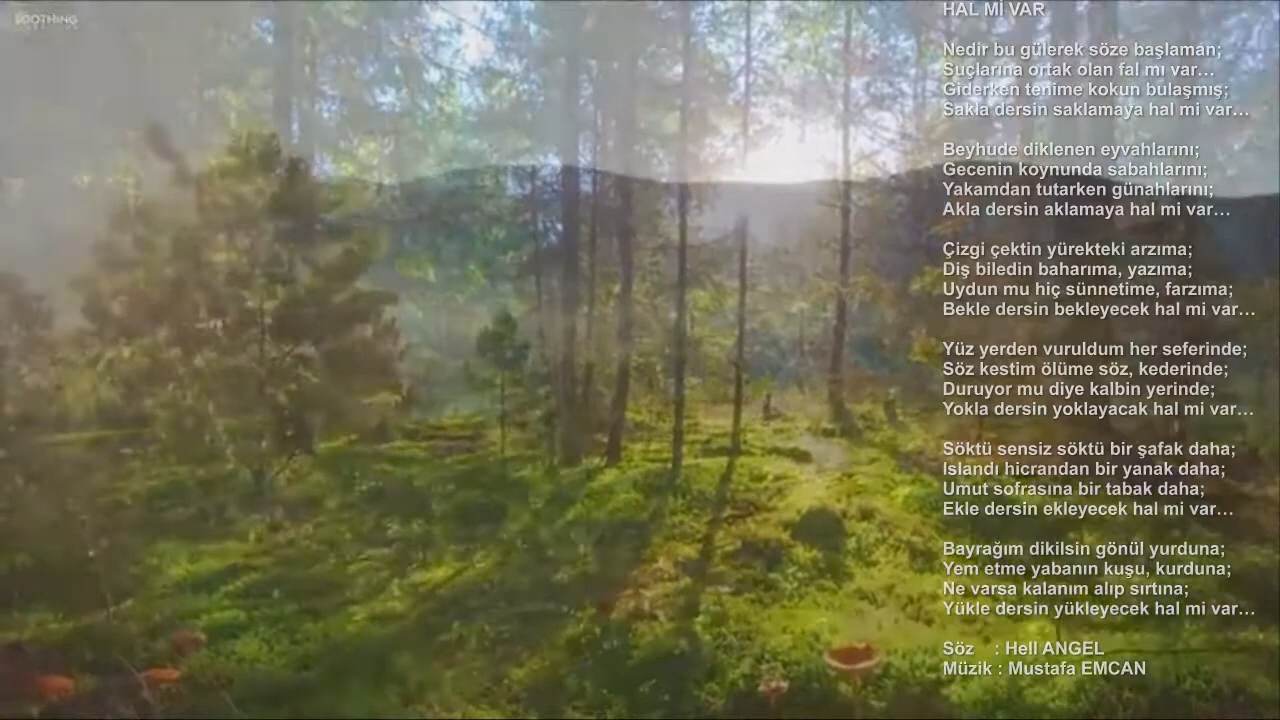 SOOTHING
HAL Mİ VAR
Nedir bu gülerek söze başlaman;
Suçlarına ortak olan fal mı var…
Giderken tenime kokun bulaşmış;
Sakla dersin saklamaya hal mi var…
Beyhude diklenen eyvahlarını;
Gecenin koynunda sabahlarını;
Yakamdan tutarken günahlarını;
Akla dersin aklamaya hal mi var…
Çizgi çektin yürekteki arzıma;
Diş biledin baharıma, yazıma;
Uydun mu hiç sünnetime, farzıma;
Bekle dersin bekleyecek hal mi var…
Yüz yerden vuruldum her seferinde;
Söz kestim ölüme söz, kederinde;
Duruyor mu diye kalbin yerinde;
Yokla dersin yoklayacak hal mi var…
Söktü sensiz söktü bir şafak daha;
Islandı hicrandan bir yanak daha;
Umut sofrasına bir tabak daha;
Ekle dersin ekleyecek hal mi var…
Bayrağım dikilsin gönül yurduna;
Yem etme yabanın kuşu, kurduna;
Ne varsa kalanım alıp sırtına;
Yükle dersin yükleyecek hal mi var…
Söz : Hell ANGEL
Müzik : Mustafa EMCAN